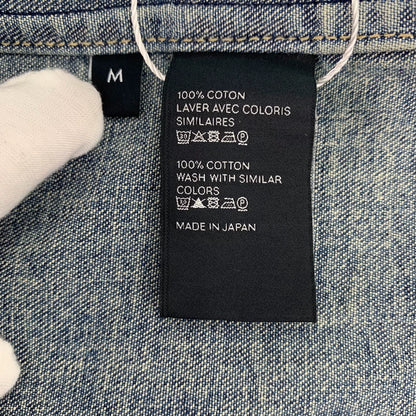 M
100% COTON
LAVER AVEC COLORIS
SIMILAIRES
100% COTTON
WASH WITH SIMILAR
COLORS
MADE IN JAPAN